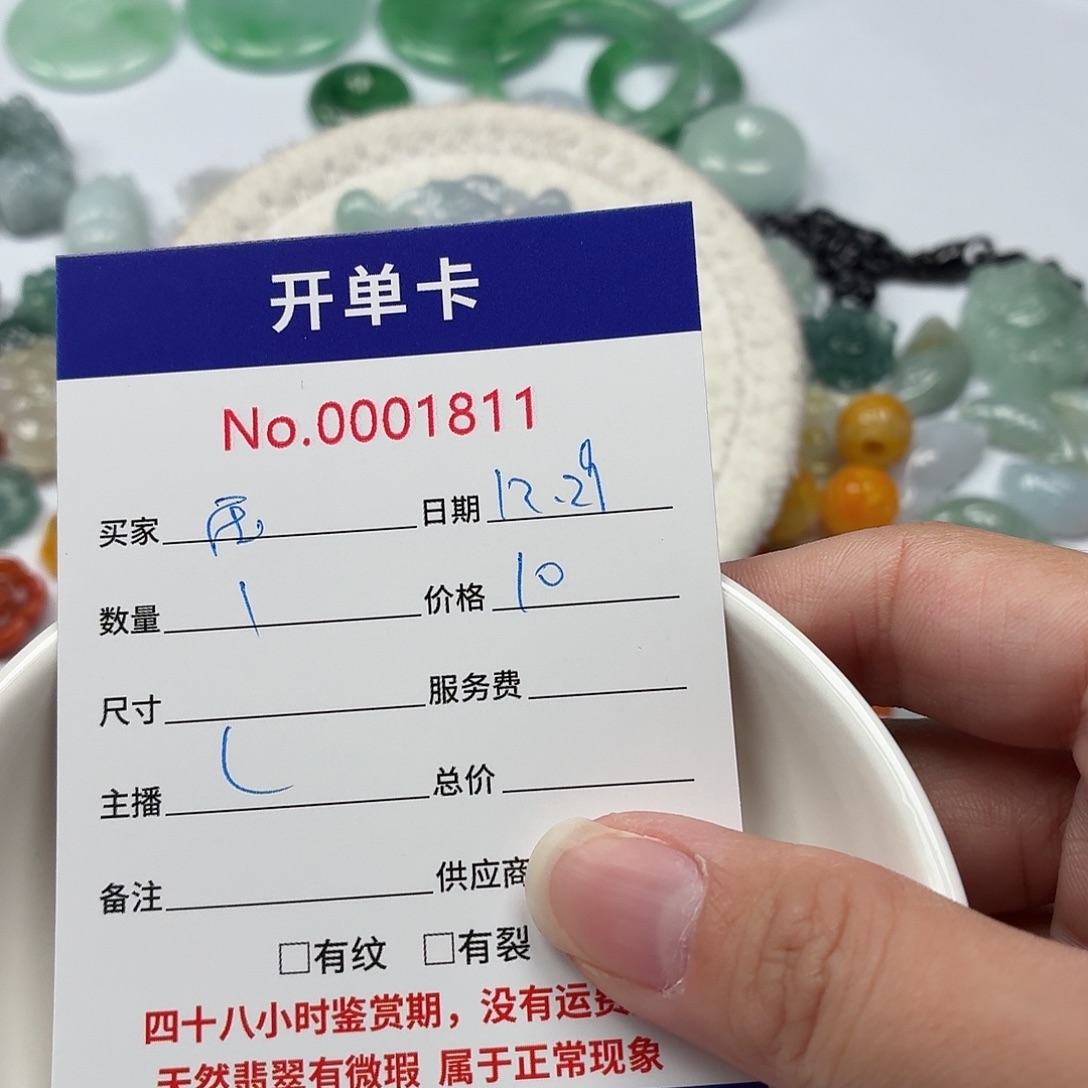 开单卡
No.0001811
买家 日期 12.29
数量 1 价格 10
尺寸 服务费
主播 L 总价
备注 供应商
□有纹 □有裂
四十八小时鉴赏期，没有运费
天然翡翠有微瑕 属于正常现象